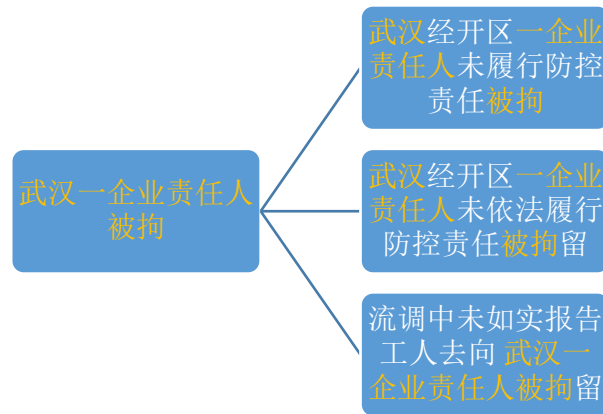 武汉一企业责任人
被拘
武汉经开区一企业
责任人未履行防控
责任被拘
武汉经开区一企业
责任人未依法履行
防控责任被拘留
流调中未如实报告
工人去向 武汉一
企业责任人被拘留